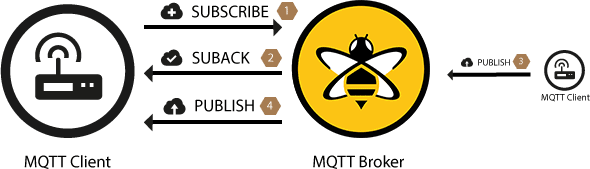 SUBSCRIBE 1
SUBACK 2
PUBLISH 3
PUBLISH 4
MQTT Client
MQTT Client
MQTT Broker